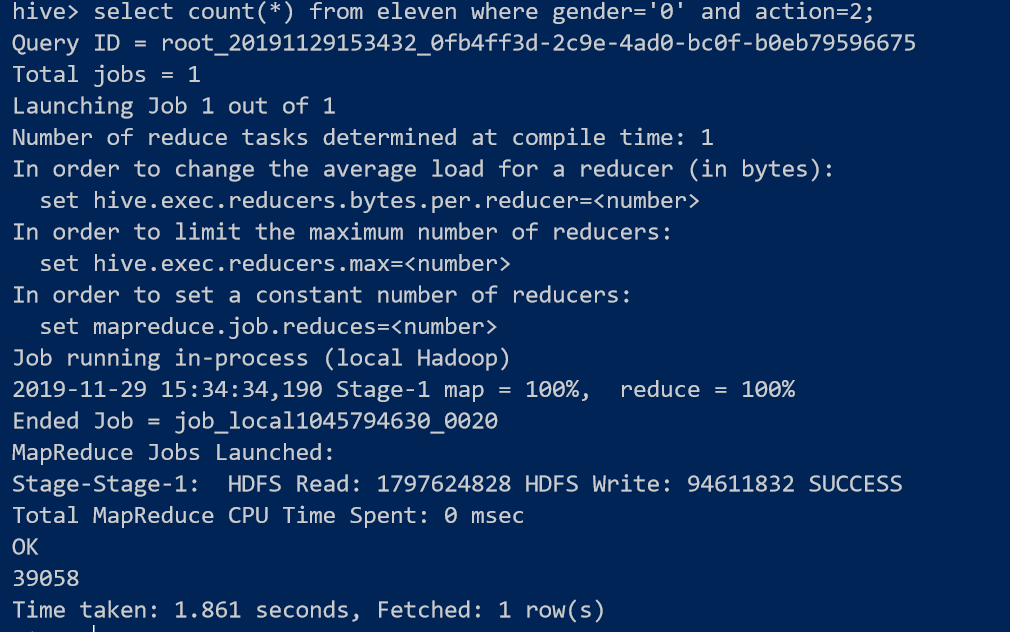 hive> select count(*) from eleven where gender='0' and action=2;
Query ID = root_20191129153432_0fb4ff3d-2c9e-4ad0-bc0f-b0eb79596675
Total jobs = 1
Launching Job 1 out of 1
Number of reduce tasks determined at compile time: 1
In order to change the average load for a reducer (in bytes):
  set hive.exec.reducers.bytes.per.reducer=<number>
In order to limit the maximum number of reducers:
  set hive.exec.reducers.max=<number>
In order to set a constant number of reducers:
  set mapreduce.job.reduces=<number>
Job running in-process (local Hadoop)
2019-11-29 15:34:34,190 Stage-1 map = 100%,  reduce = 100%
Ended Job = job_local1045794630_0020
MapReduce Jobs Launched:
Stage-Stage-1:  HDFS Read: 1797624828 HDFS Write: 94611832 SUCCESS
Total MapReduce CPU Time Spent: 0 msec
OK
39058
Time taken: 1.861 seconds, Fetched: 1 row(s)